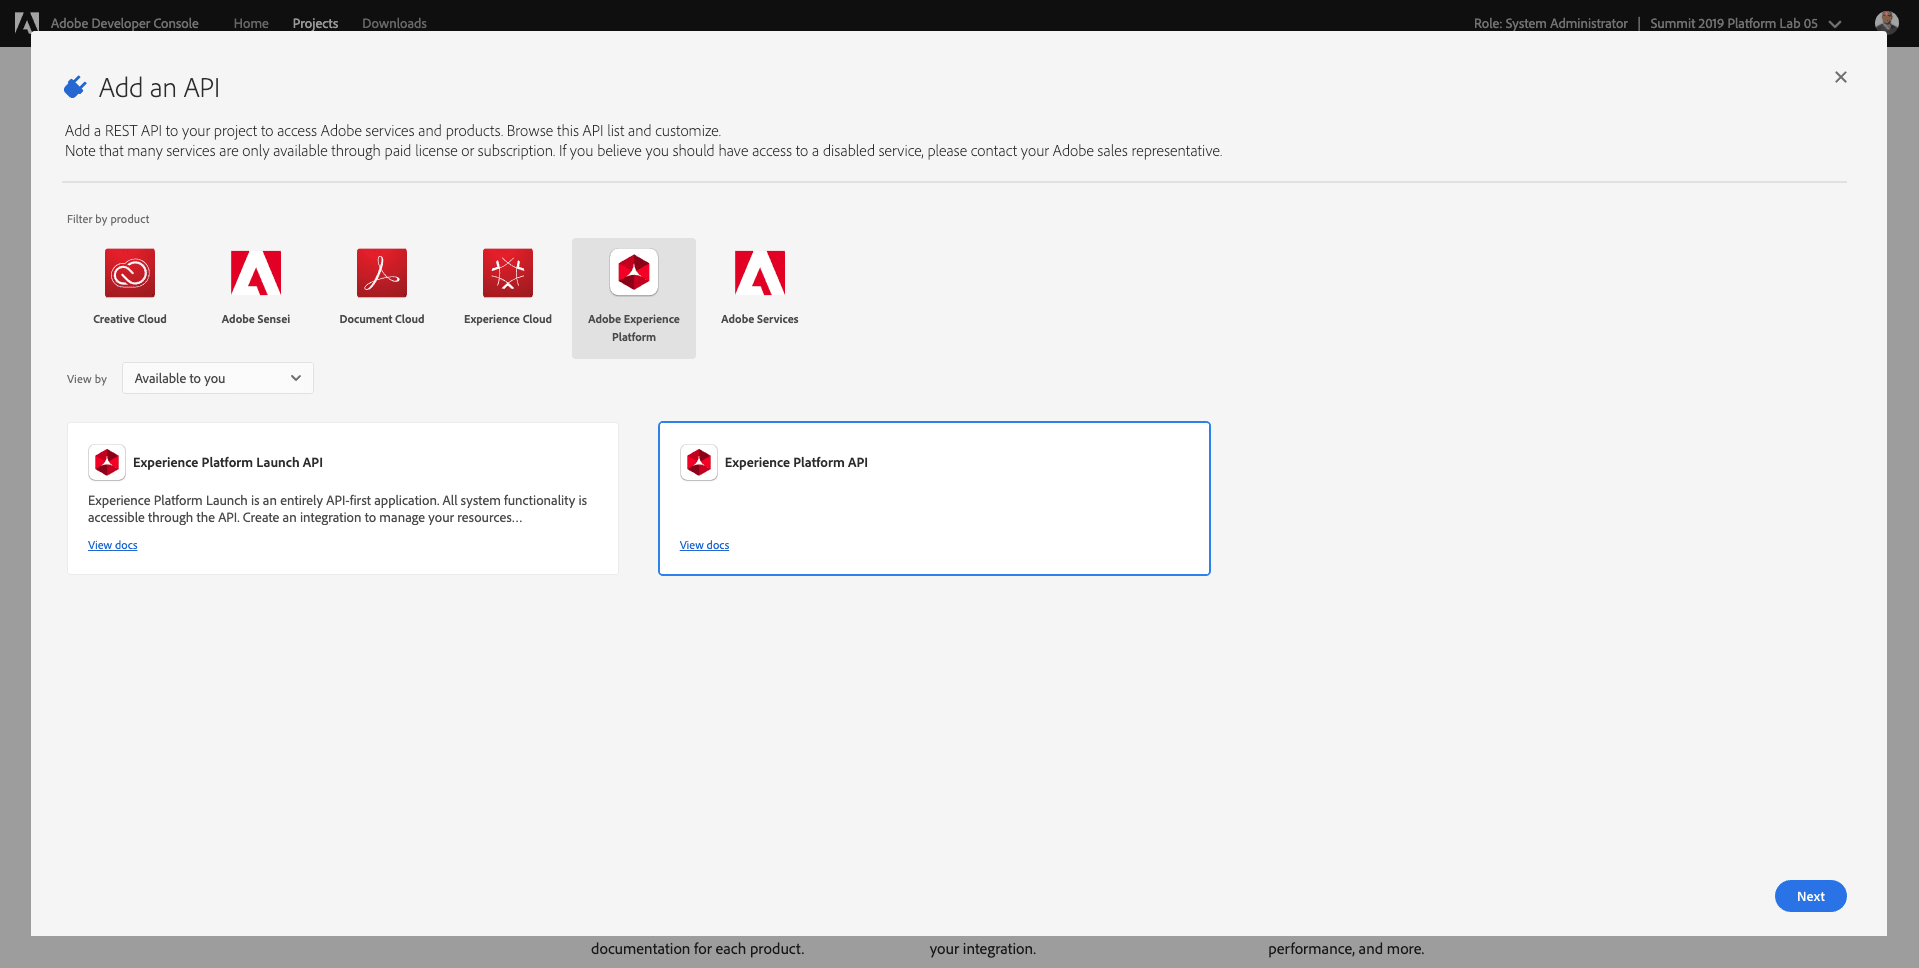 Adobe Developer Console Home Projects Downloads Role: System Administrator | Summit 2019 Platform Lab 05
Add an API
Add a REST API to your project to access Adobe services and products. Browse this API list and customize.
Note that many services are only available through paid license or subscription. If you believe you should have access to a disabled service, please contact your Adobe sales representative.
Filter by product
Creative Cloud
Adobe Sensei
Document Cloud
Experience Cloud
Adobe Experience
Platform
Adobe Services
View by Available to you
Experience Platform Launch API
Experience Platform Launch is an entirely API-first application. All system functionality is
accessible through the API. Create an integration to manage your resources...
View docs
Experience Platform API
View docs
Next
documentation for each product. your integration. performance, and more.